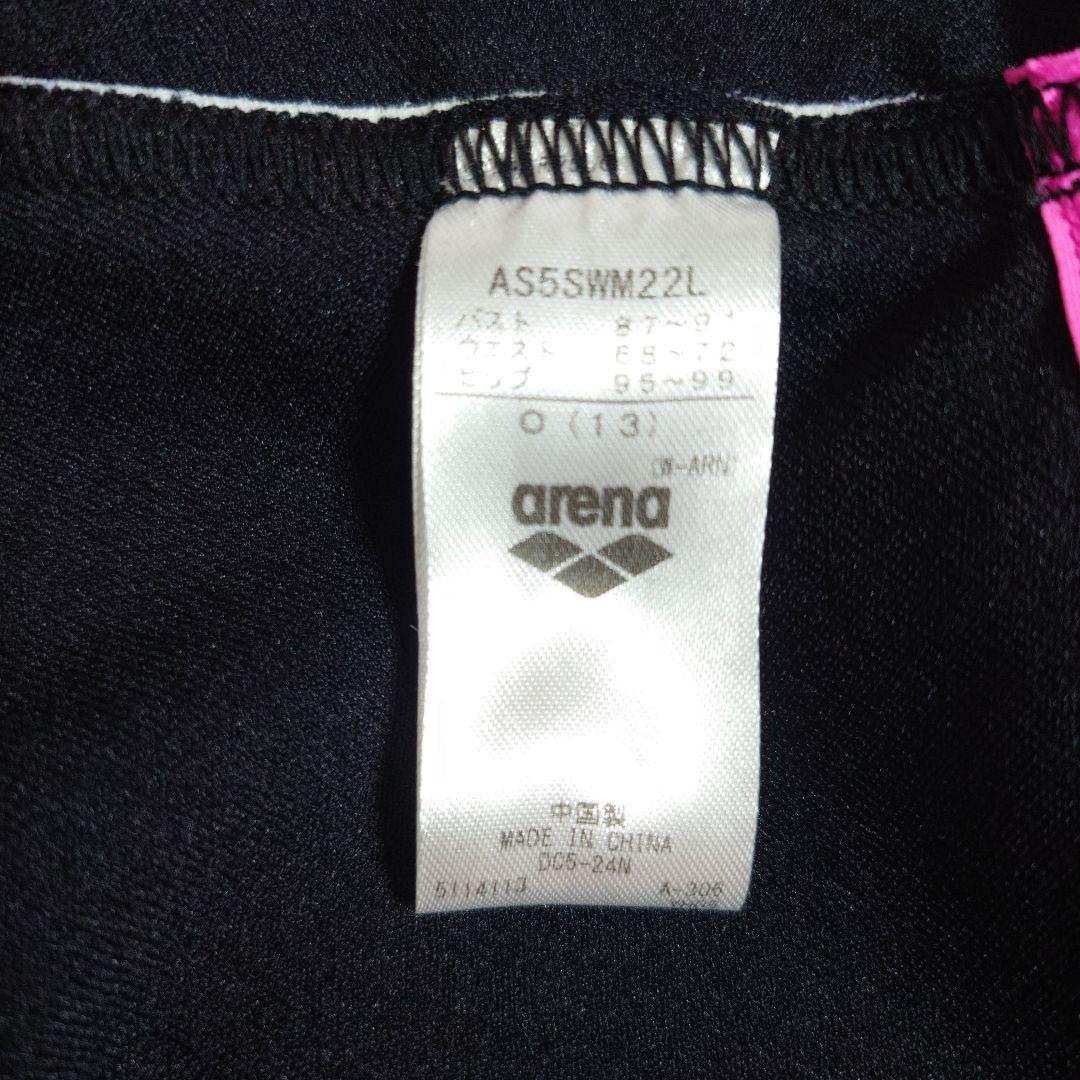 AS5SWM22L
バスト 87～91
ウエスト 68～72
ヒップ 95～99
O (13)
(W-ARN)
arena
中国製
MADE IN CHINA
DC5-24N
5114113 A-306